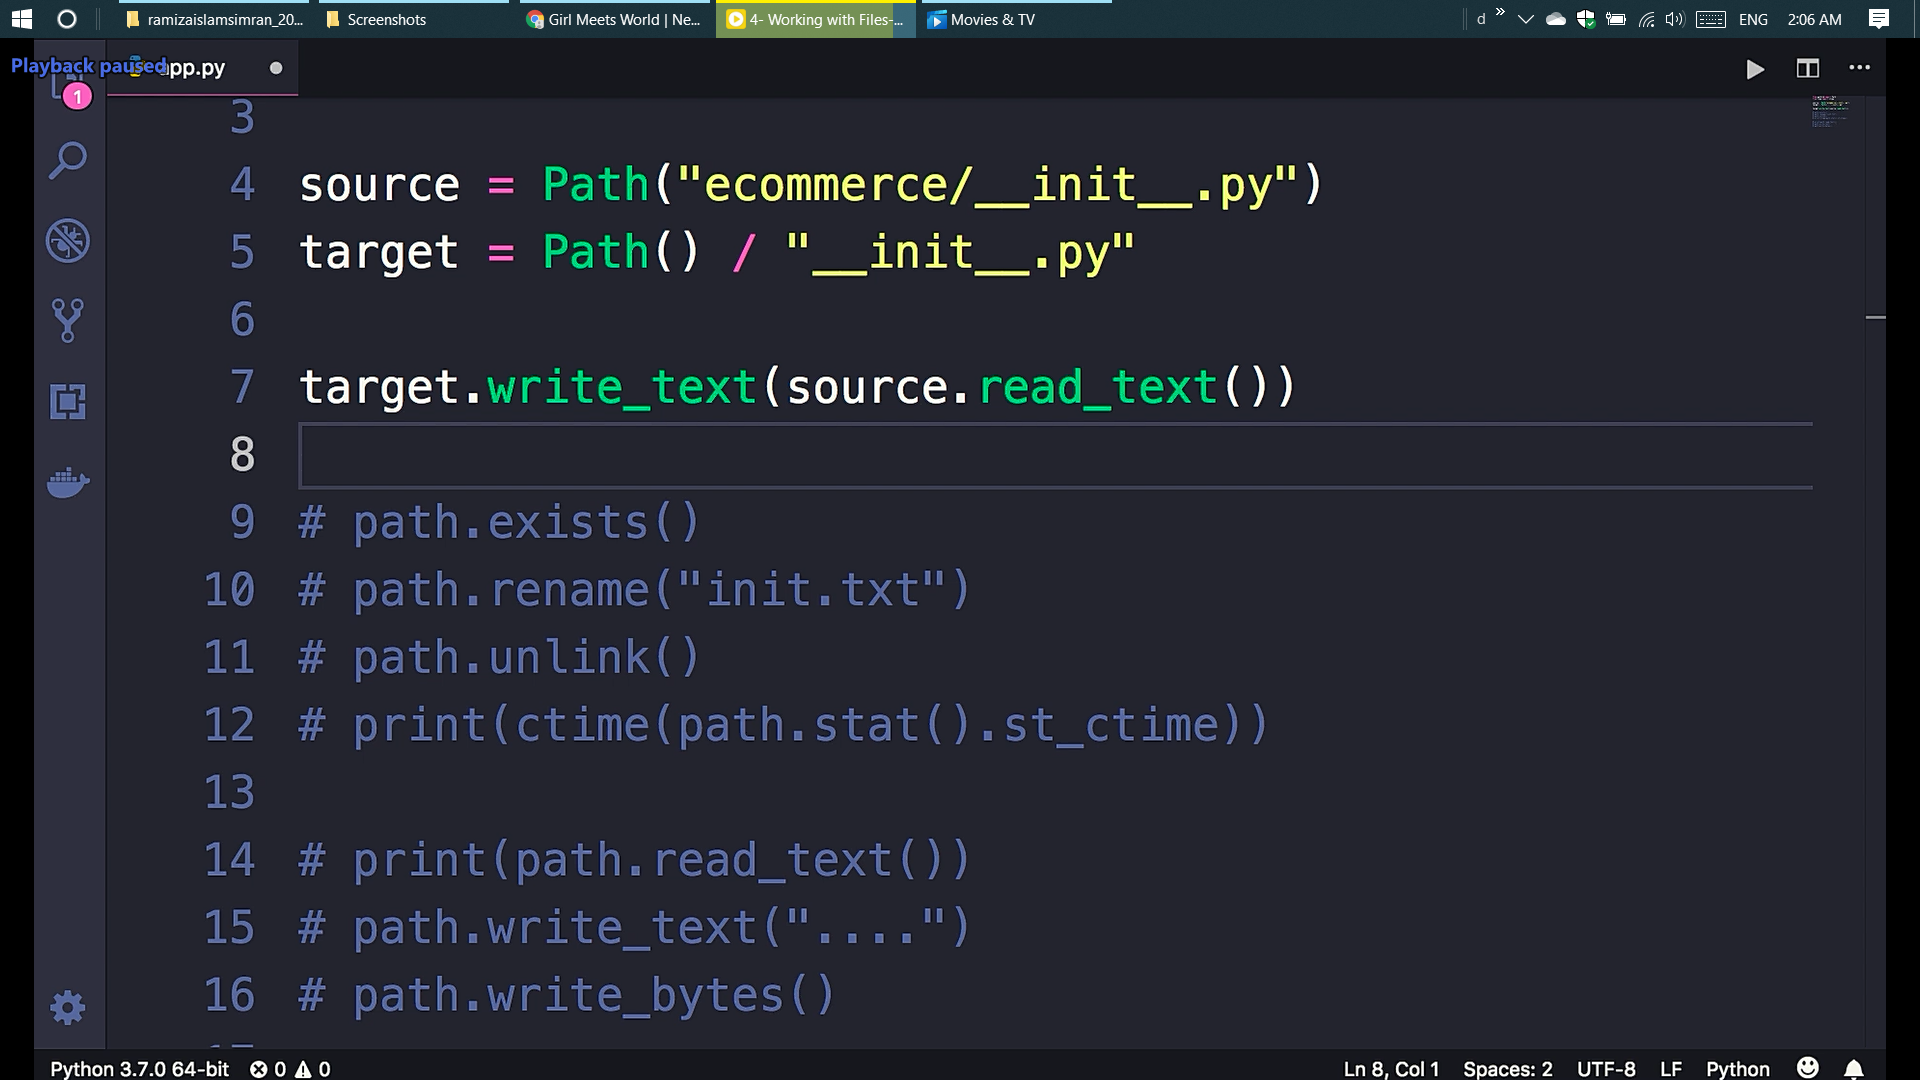 ramizaislamsimran_20...
Screenshots
Girl Meets World | Ne...
4- Working with Files-...
Movies & TV
d » ENG 2:06 AM
Playback paused
app.py
1
3
4 source = Path("ecommerce/__init__.py")
5 target = Path() / "__init__.py"
6
7 target.write_text(source.read_text())
8
9 # path.exists()
10 # path.rename("init.txt")
11 # path.unlink()
12 # print(ctime(path.stat().st_ctime))
13
14 # print(path.read_text())
15 # path.write_text("....")
16 # path.write_bytes()
Python 3.7.0 64-bit 0 0 Ln 8, Col 1 Spaces: 2 UTF-8 LF Python